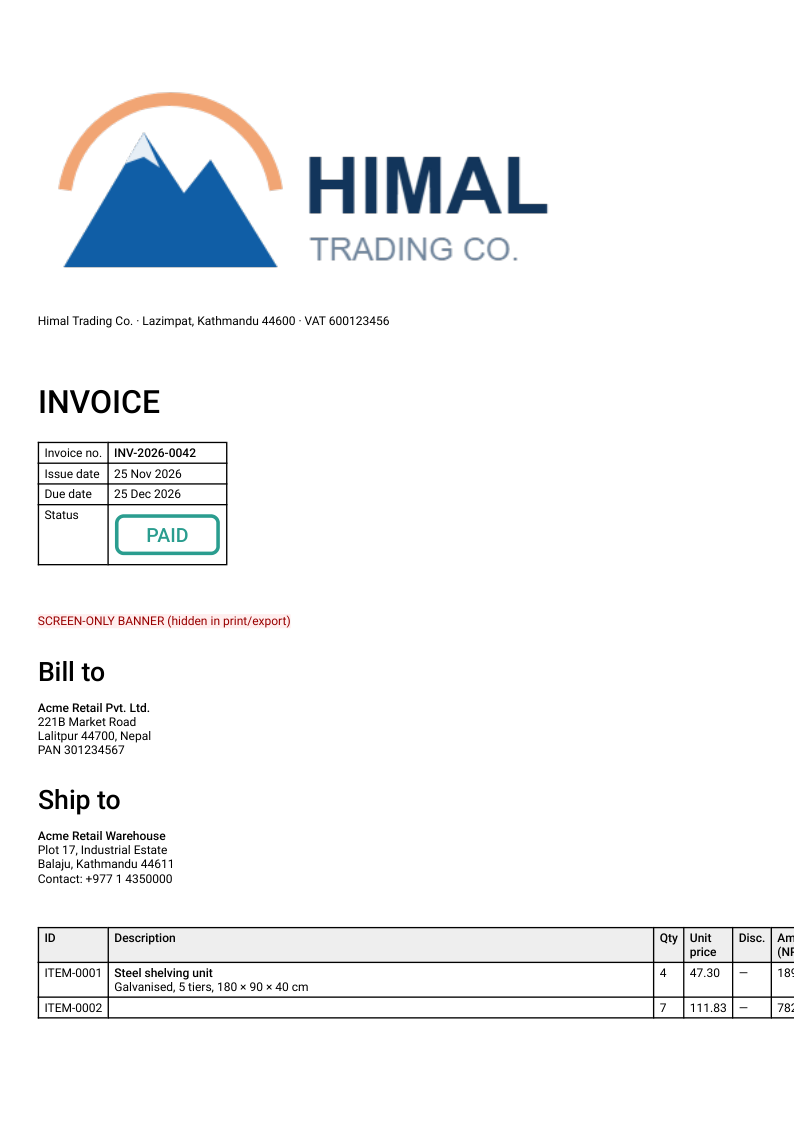 HIMAL
TRADING CO.
Himal Trading Co. · Lazimpat, Kathmandu 44600 · VAT 600123456
INVOICE
Invoice no. INV-2026-0042
Issue date 25 Nov 2026
Due date 25 Dec 2026
Status PAID
SCREEN-ONLY BANNER (hidden in print/export)
Bill to
Acme Retail Pvt. Ltd.
221B Market Road
Lalitpur 44700, Nepal
PAN 301234567
Ship to
Acme Retail Warehouse
Plot 17, Industrial Estate
Balaju, Kathmandu 44611
Contact: +977 1 4350000
ID Description Qty Unit price Disc.
ITEM-0001 Steel shelving unit 4 47.30 —
Galvanised, 5 tiers, 180 × 90 × 40 cm
ITEM-0002 7 111.83 —